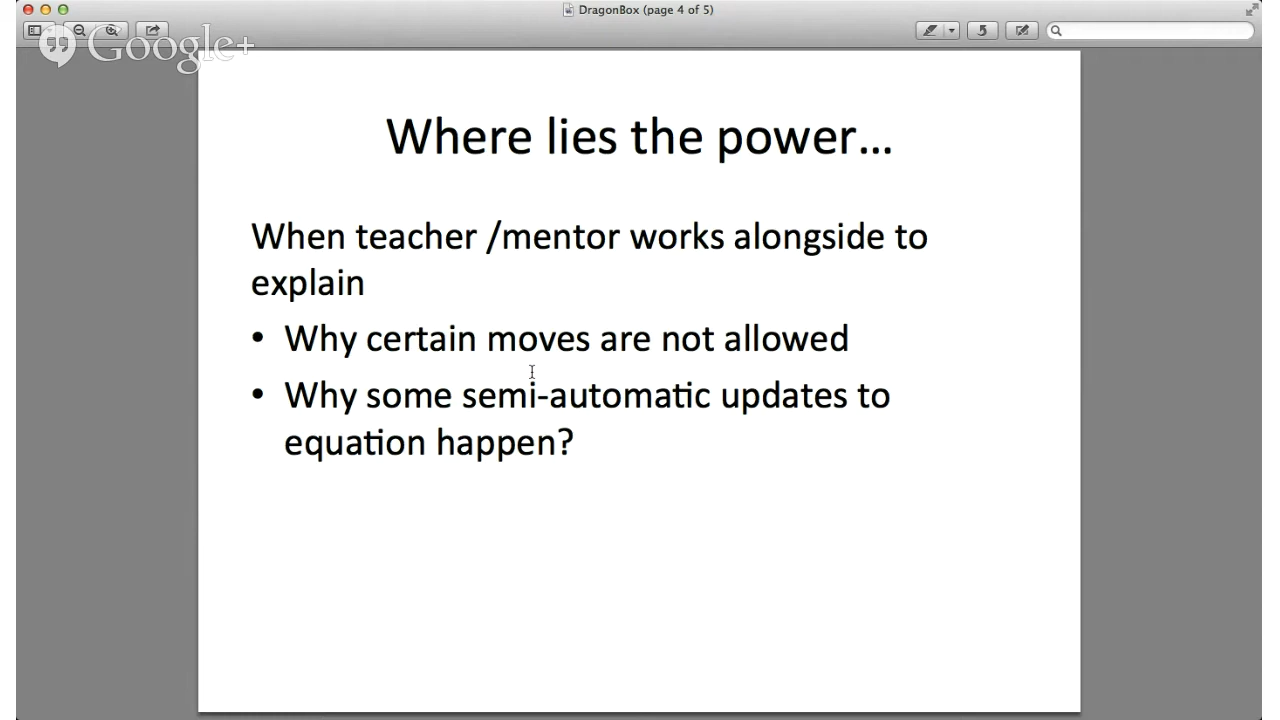 DragonBox (page 4 of 5)
Google+
Where lies the power...
When teacher /mentor works alongside to
explain
• Why certain moves are not allowed
• Why some semi-automatic updates to
equation happen?